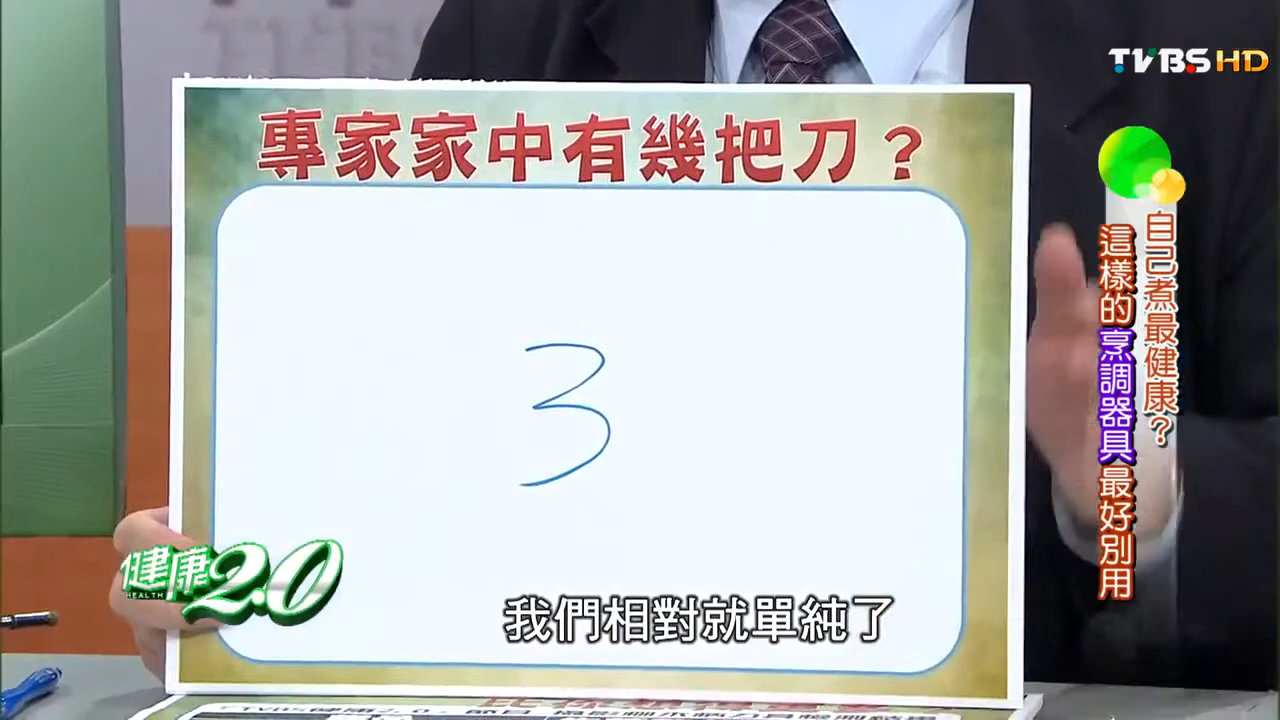 TVBS HD
專家家中有幾把刀？
3
自己煮最健康？
這樣的烹調器具最好別用
健康2.0
HEALTH
我們相對就單純了